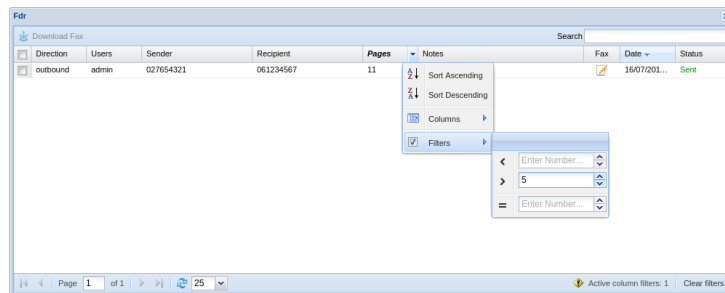 Fdr
Download Fax Search
Direction Users Sender Recipient Pages Notes Fax Date Status
outbound admin 027654321 061234567 11 16/07/201... Sent
Sort Ascending
Sort Descending
Columns
Filters
< Enter Number...
> 5
= Enter Number...
Page 1 of 1 25 Active column filters: 1 Clear filters